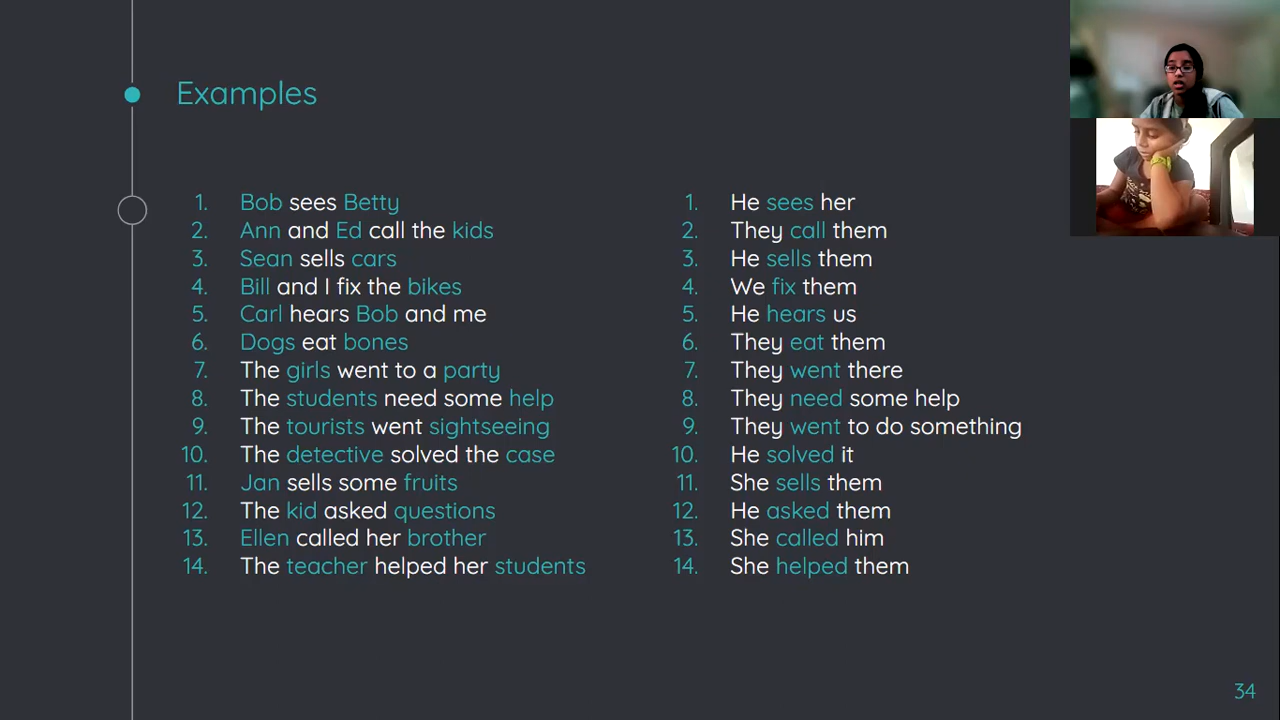 Examples
1. Bob sees Betty
2. Ann and Ed call the kids
3. Sean sells cars
4. Bill and I fix the bikes
5. Carl hears Bob and me
6. Dogs eat bones
7. The girls went to a party
8. The students need some help
9. The tourists went sightseeing
10. The detective solved the case
11. Jan sells some fruits
12. The kid asked questions
13. Ellen called her brother
14. The teacher helped her students
1. He sees her
2. They call them
3. He sells them
4. We fix them
5. He hears us
6. They eat them
7. They went there
8. They need some help
9. They went to do something
10. He solved it
11. She sells them
12. He asked them
13. She called him
14. She helped them
34